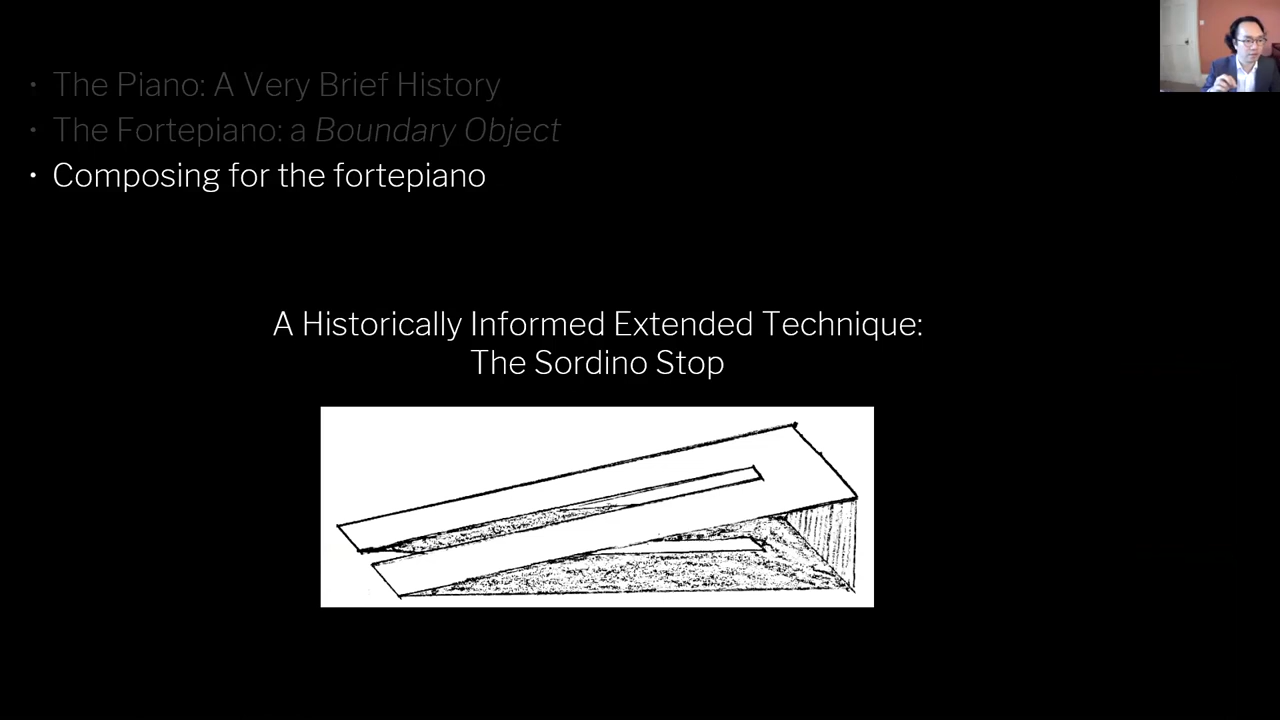 • The Piano: A Very Brief History
• The Fortepiano: a Boundary Object
• Composing for the fortepiano
A Historically Informed Extended Technique:
The Sordino Stop